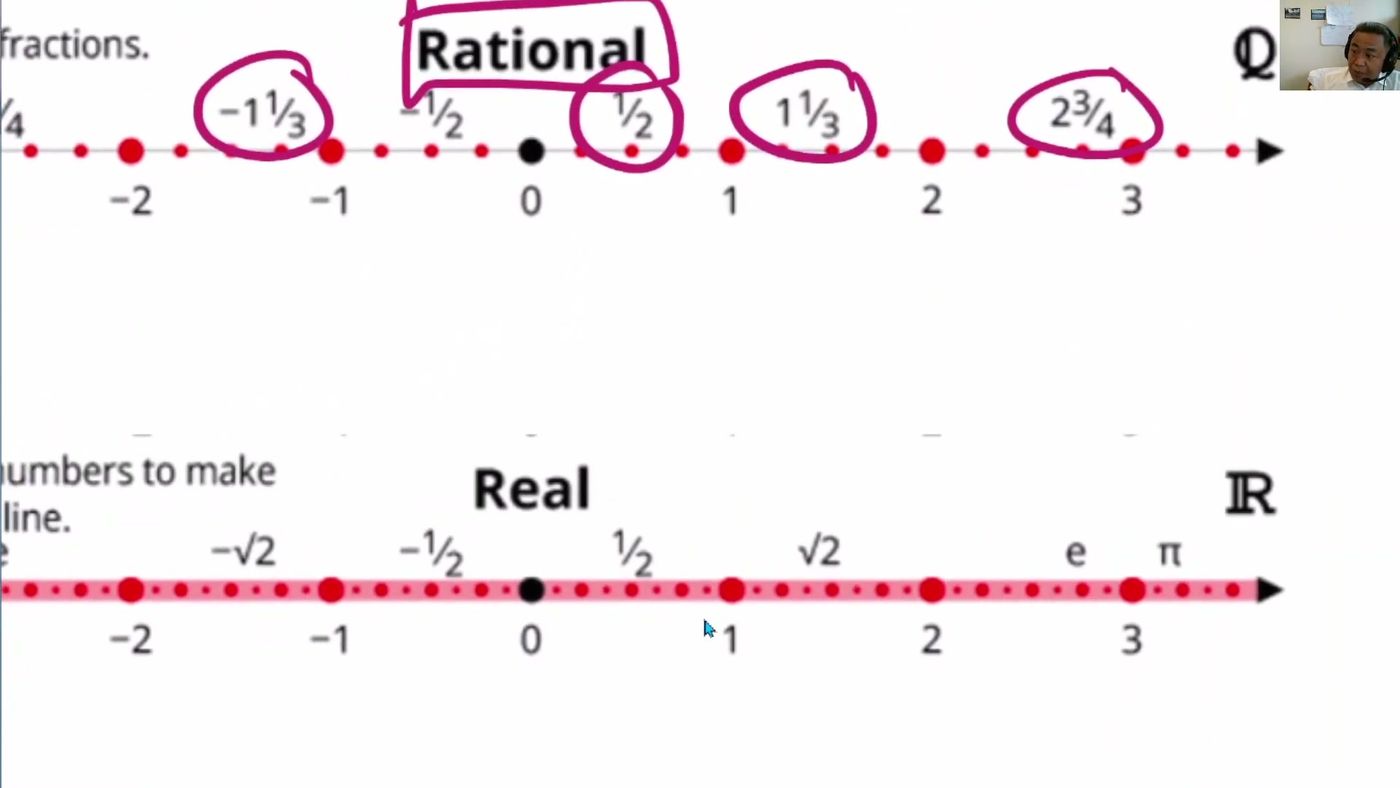 fractions.
Rational ℚ
/4 −1⅓ −½ ½ 1⅓ 2¾
−2 −1 0 1 2 3
numbers to make
line.
Real ℝ
e −√2 −½ ½ √2 e π
−2 −1 0 1 2 3